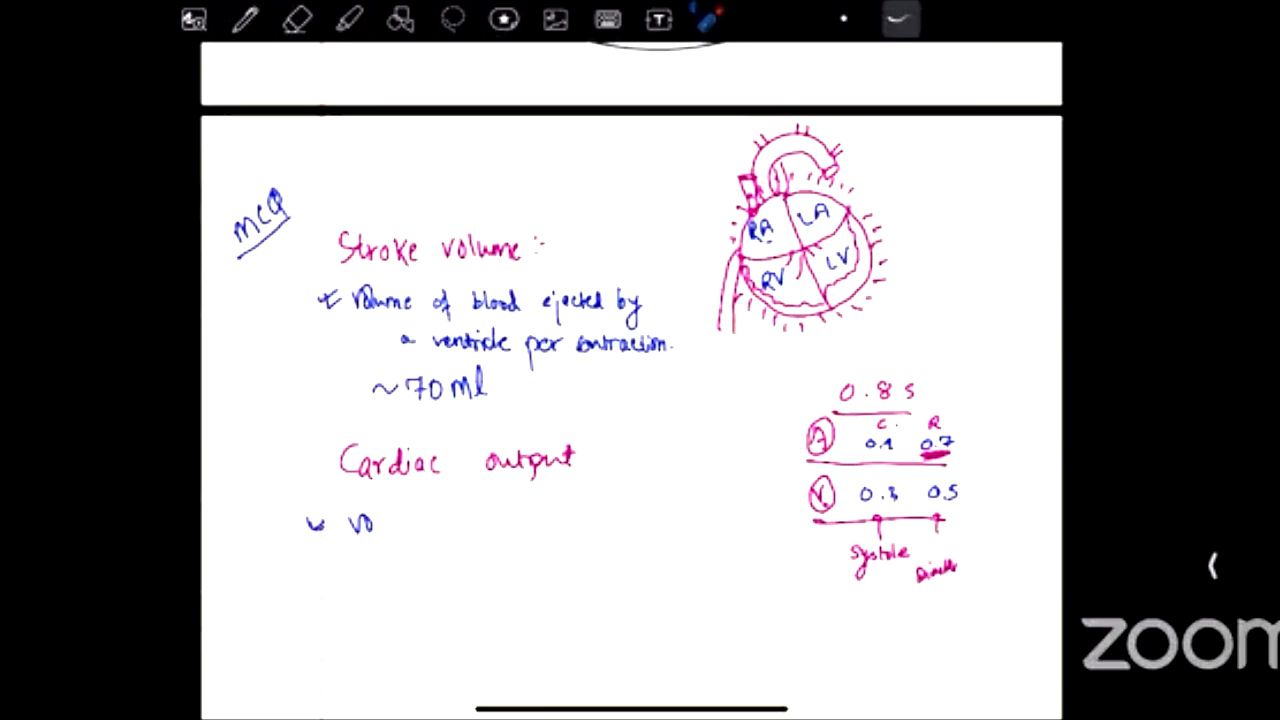 MCQ
Stroke volume :-
Volume of blood ejected by
a ventricle per contraction.
~70 ml
Cardiac output
vo
RA LA
RV LV
0.8 s
C. R
A 0.1 0.7
V. 0.3 0.5
systole
zoom